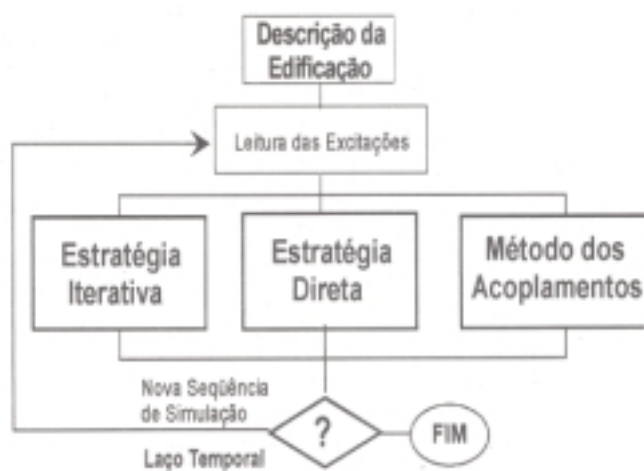 Descrição da
Edificação
Leitura das Excitações
Estratégia
Iterativa
Estratégia
Direta
Método dos
Acoplamentos
Nova Seqüência
de Simulação
?
FIM
Laço Temporal